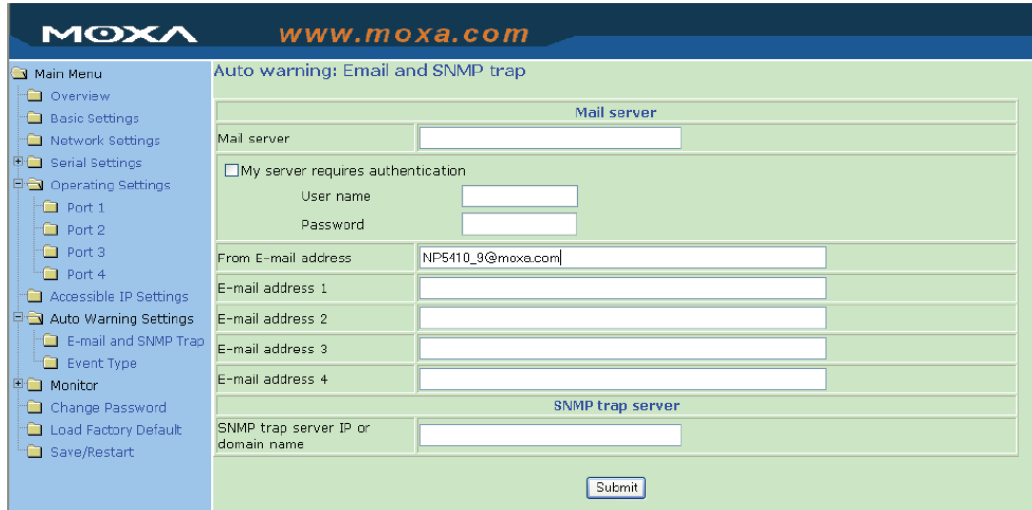 MOXA www.moxa.com
Main Menu
Overview
Basic Settings
Network Settings
Serial Settings
Operating Settings
Port 1
Port 2
Port 3
Port 4
Accessible IP Settings
Auto Warning Settings
E-mail and SNMP Trap
Event Type
Monitor
Change Password
Load Factory Default
Save/Restart
Auto warning: Email and SNMP trap
Mail server
Mail server
My server requires authentication
User name
Password
From E-mail address NP5410_9@moxa.com
E-mail address 1
E-mail address 2
E-mail address 3
E-mail address 4
SNMP trap server
SNMP trap server IP or
domain name
Submit